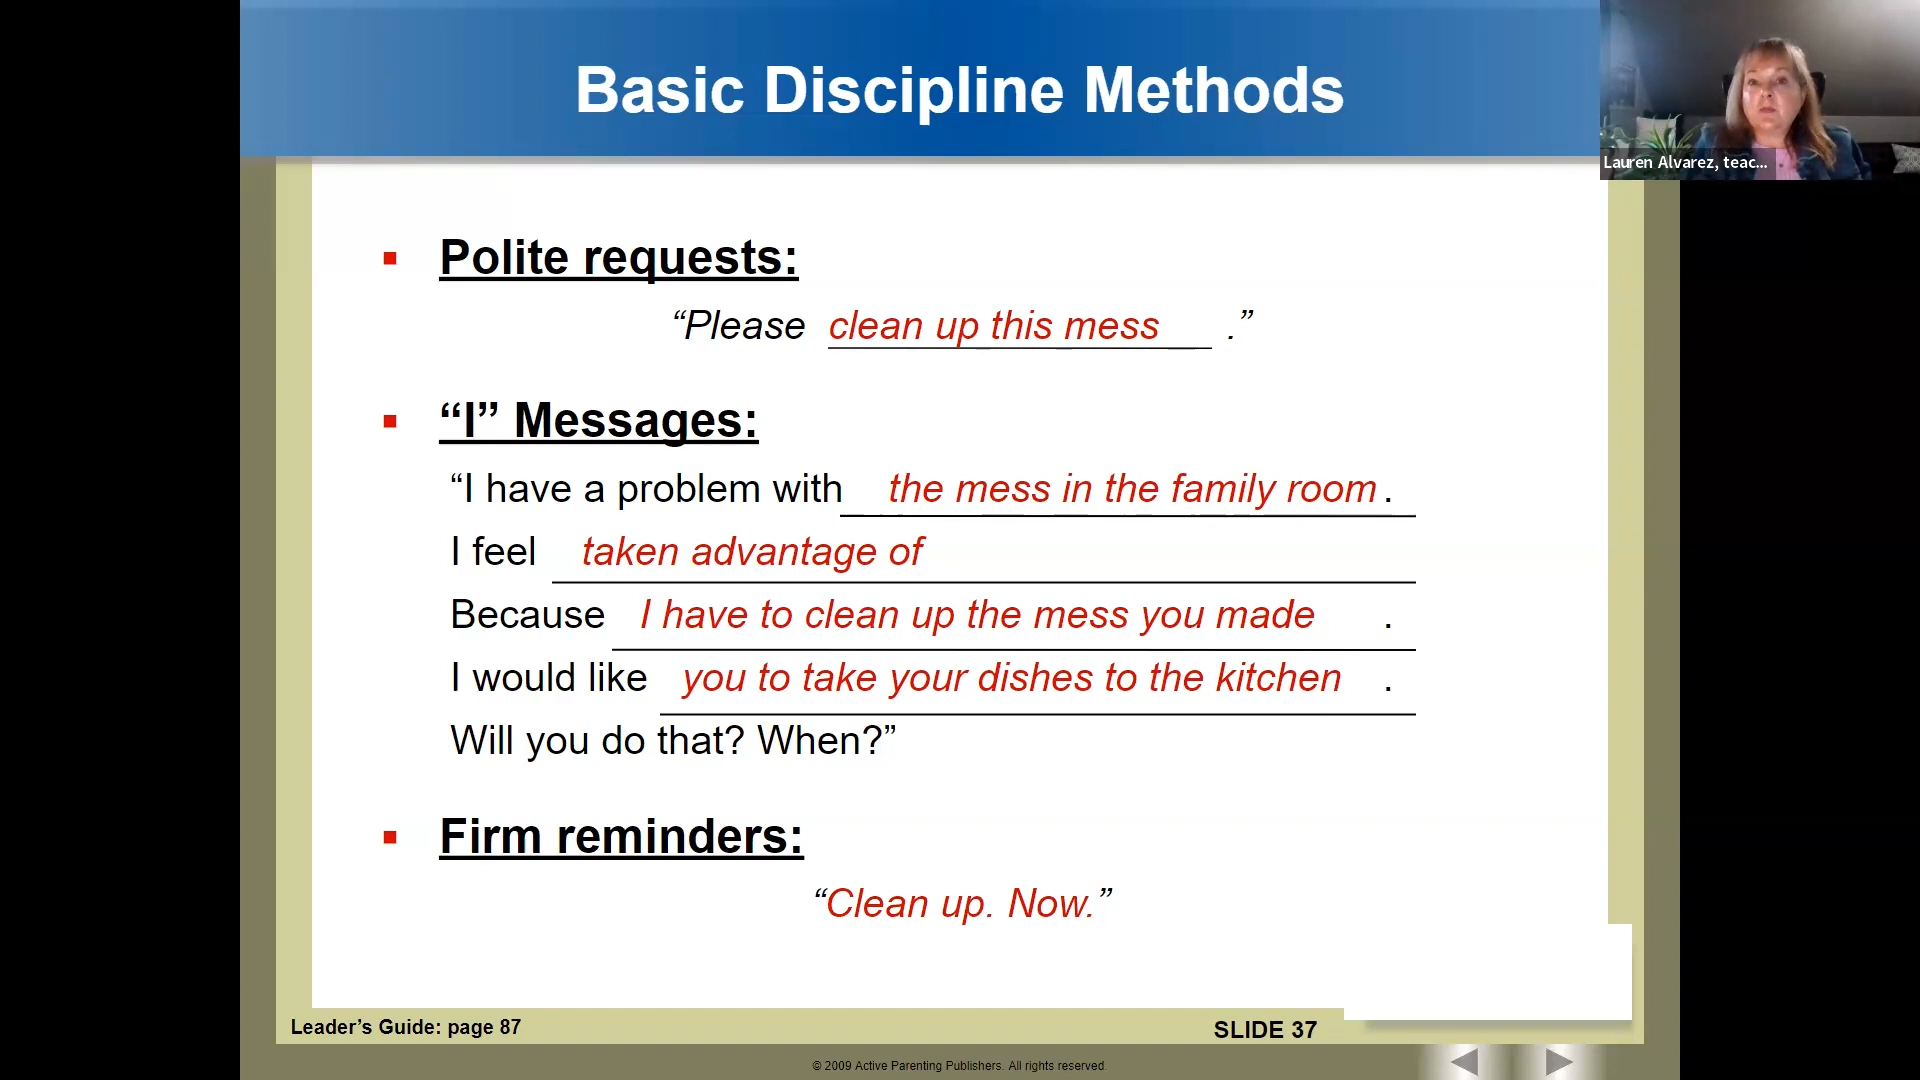 Basic Discipline Methods
Lauren Alvarez, teac...
Polite requests:
“Please clean up this mess .”
“I” Messages:
“I have a problem with the mess in the family room.
I feel taken advantage of
Because I have to clean up the mess you made .
I would like you to take your dishes to the kitchen .
Will you do that? When?”
Firm reminders:
“Clean up. Now.”
Leader’s Guide: page 87
SLIDE 37
© 2009 Active Parenting Publishers. All rights reserved.